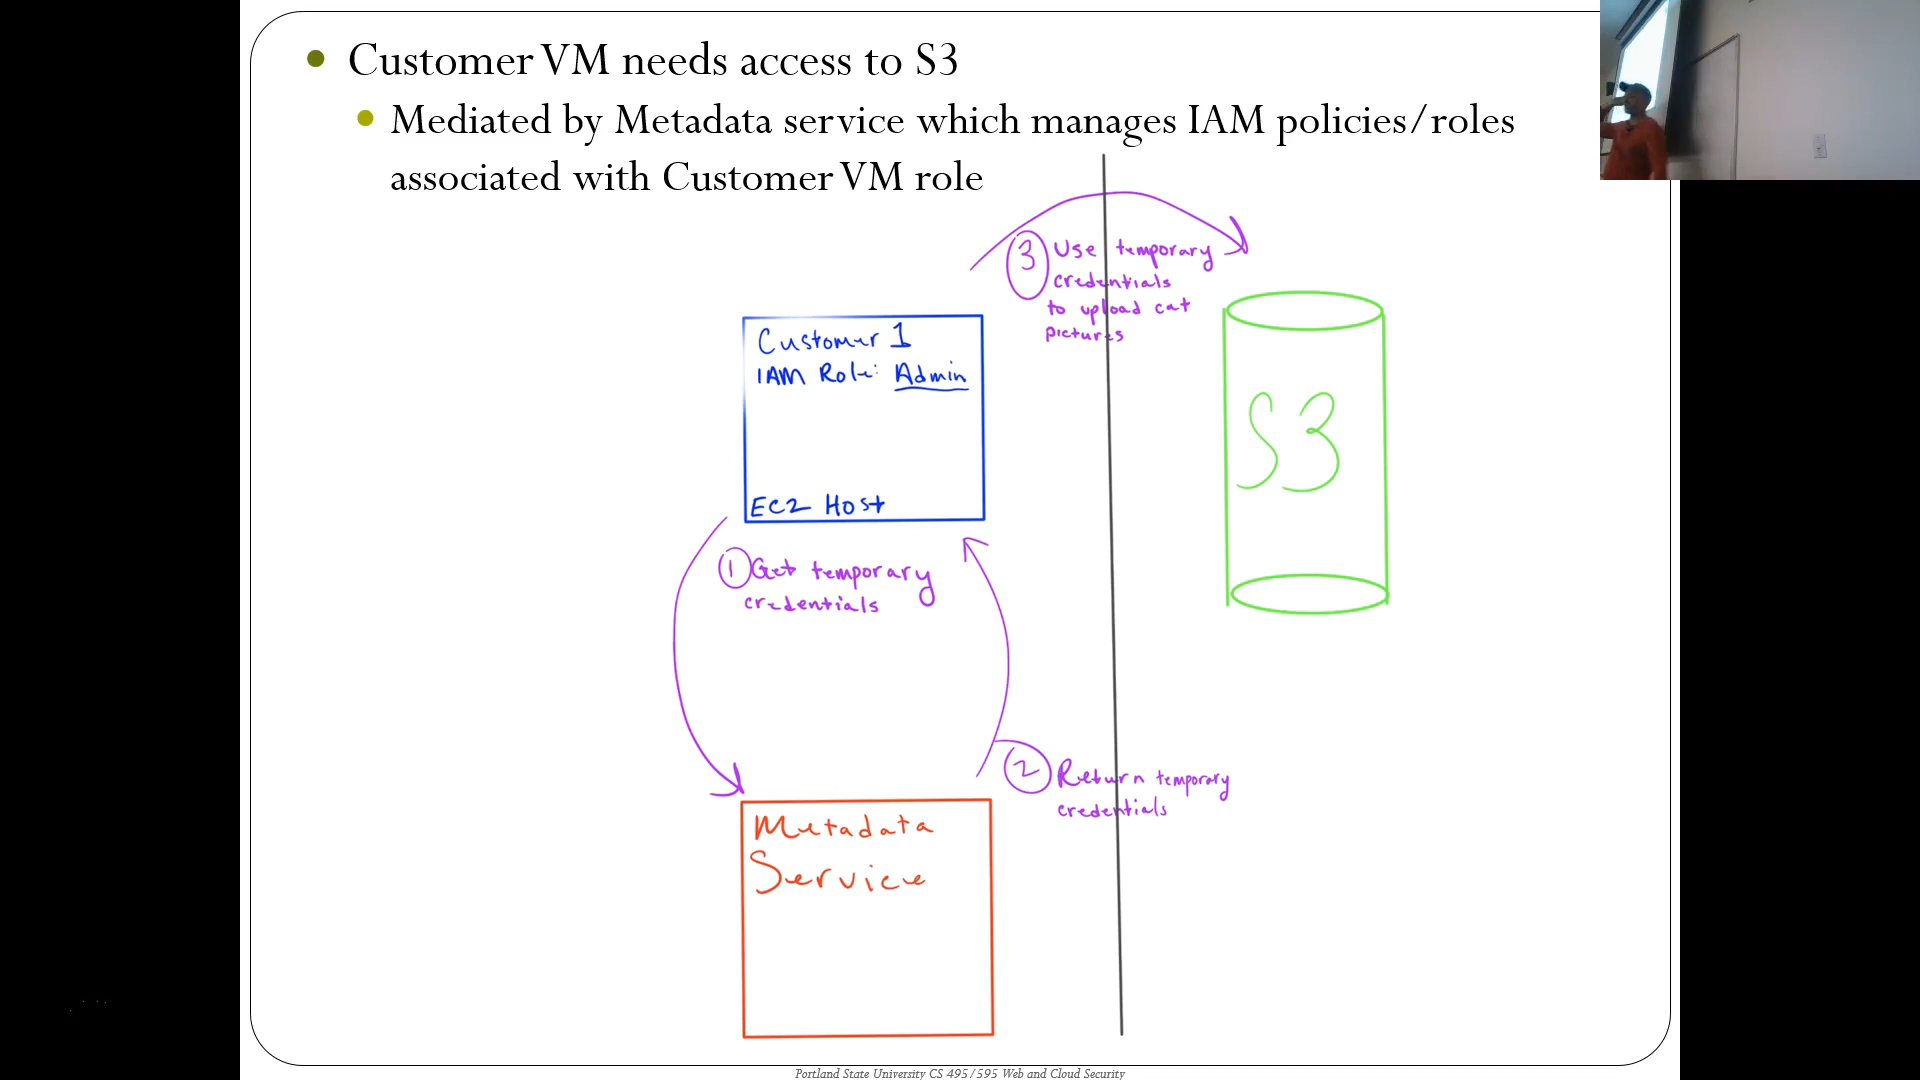 Customer VM needs access to S3
Mediated by Metadata service which manages IAM policies/roles
associated with Customer VM role
3 Use temporary
credentials
to upload cat
pictures
Customer 1
IAM Role: Admin
EC2 Host
S3
1 Get temporary
credentials
2 Return temporary
credentials
Metadata
Service
Portland State University CS 495/595 Web and Cloud Security